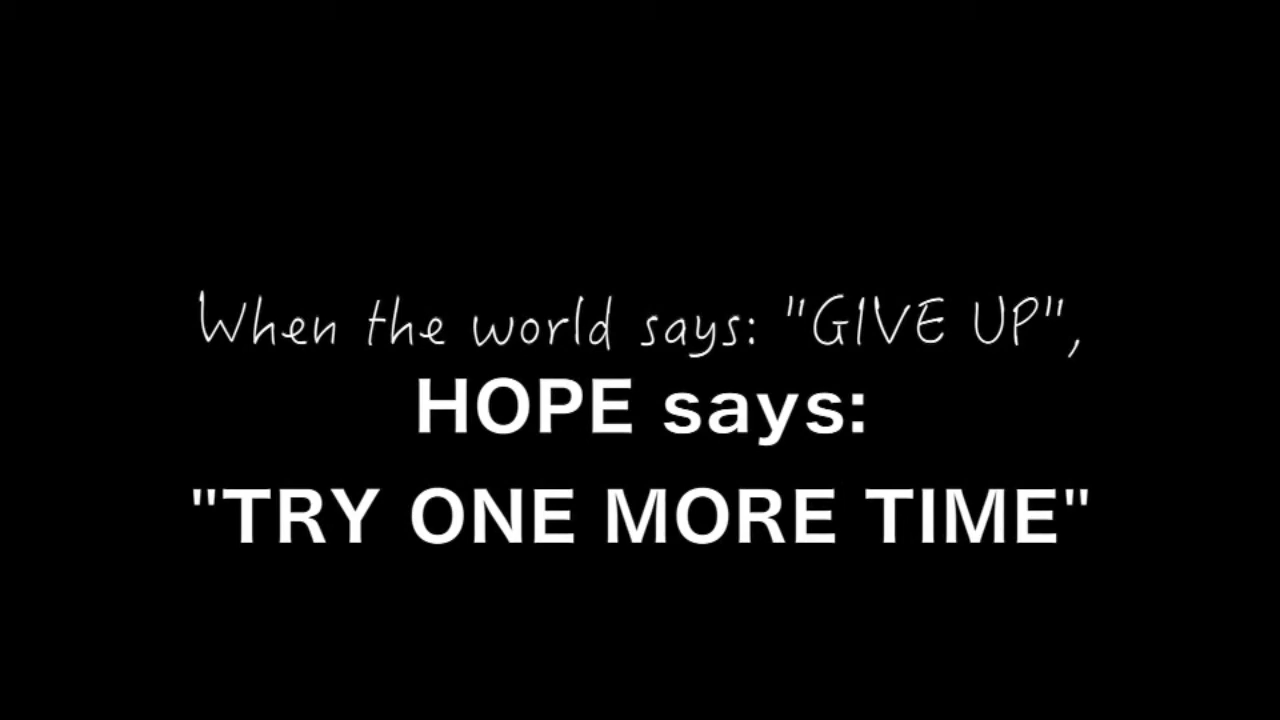 When the world says: "GIVE UP",
HOPE says:
"TRY ONE MORE TIME"